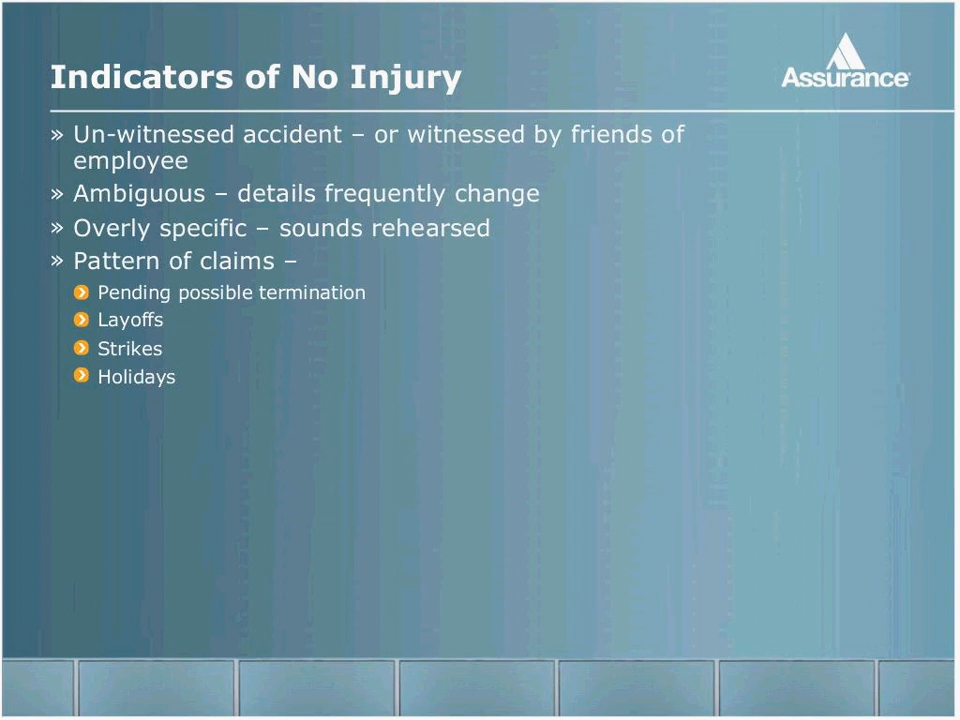 Indicators of No Injury
Assurance
» Un-witnessed accident – or witnessed by friends of
employee
» Ambiguous – details frequently change
» Overly specific – sounds rehearsed
» Pattern of claims –
Pending possible termination
Layoffs
Strikes
Holidays